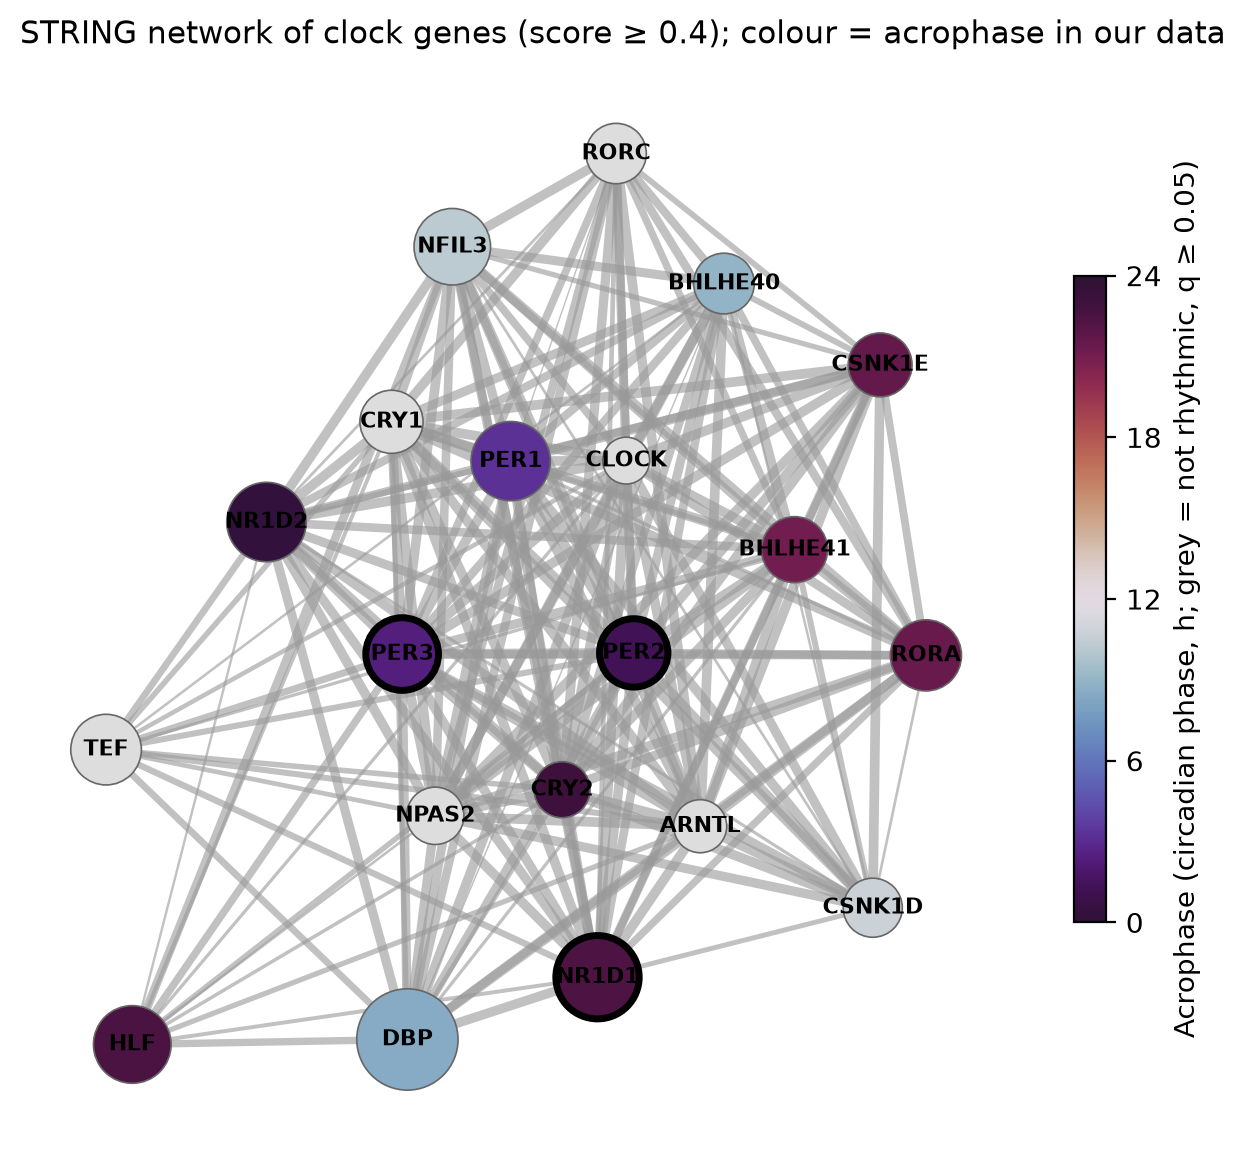 STRING network of clock genes (score ≥ 0.4); colour = acrophase in our data
RORC
NFIL3
BHLHE40
CSNK1E
CRY1
PER1
CLOCK
NR1D2
BHLHE41
PER3
PER2
RORA
TEF
CRY2
NPAS2
ARNTL
CSNK1D
NR1D1
HLF
DBP
24
18
12
6
0
Acrophase (circadian phase, h; grey = not rhythmic, q ≥ 0.05)